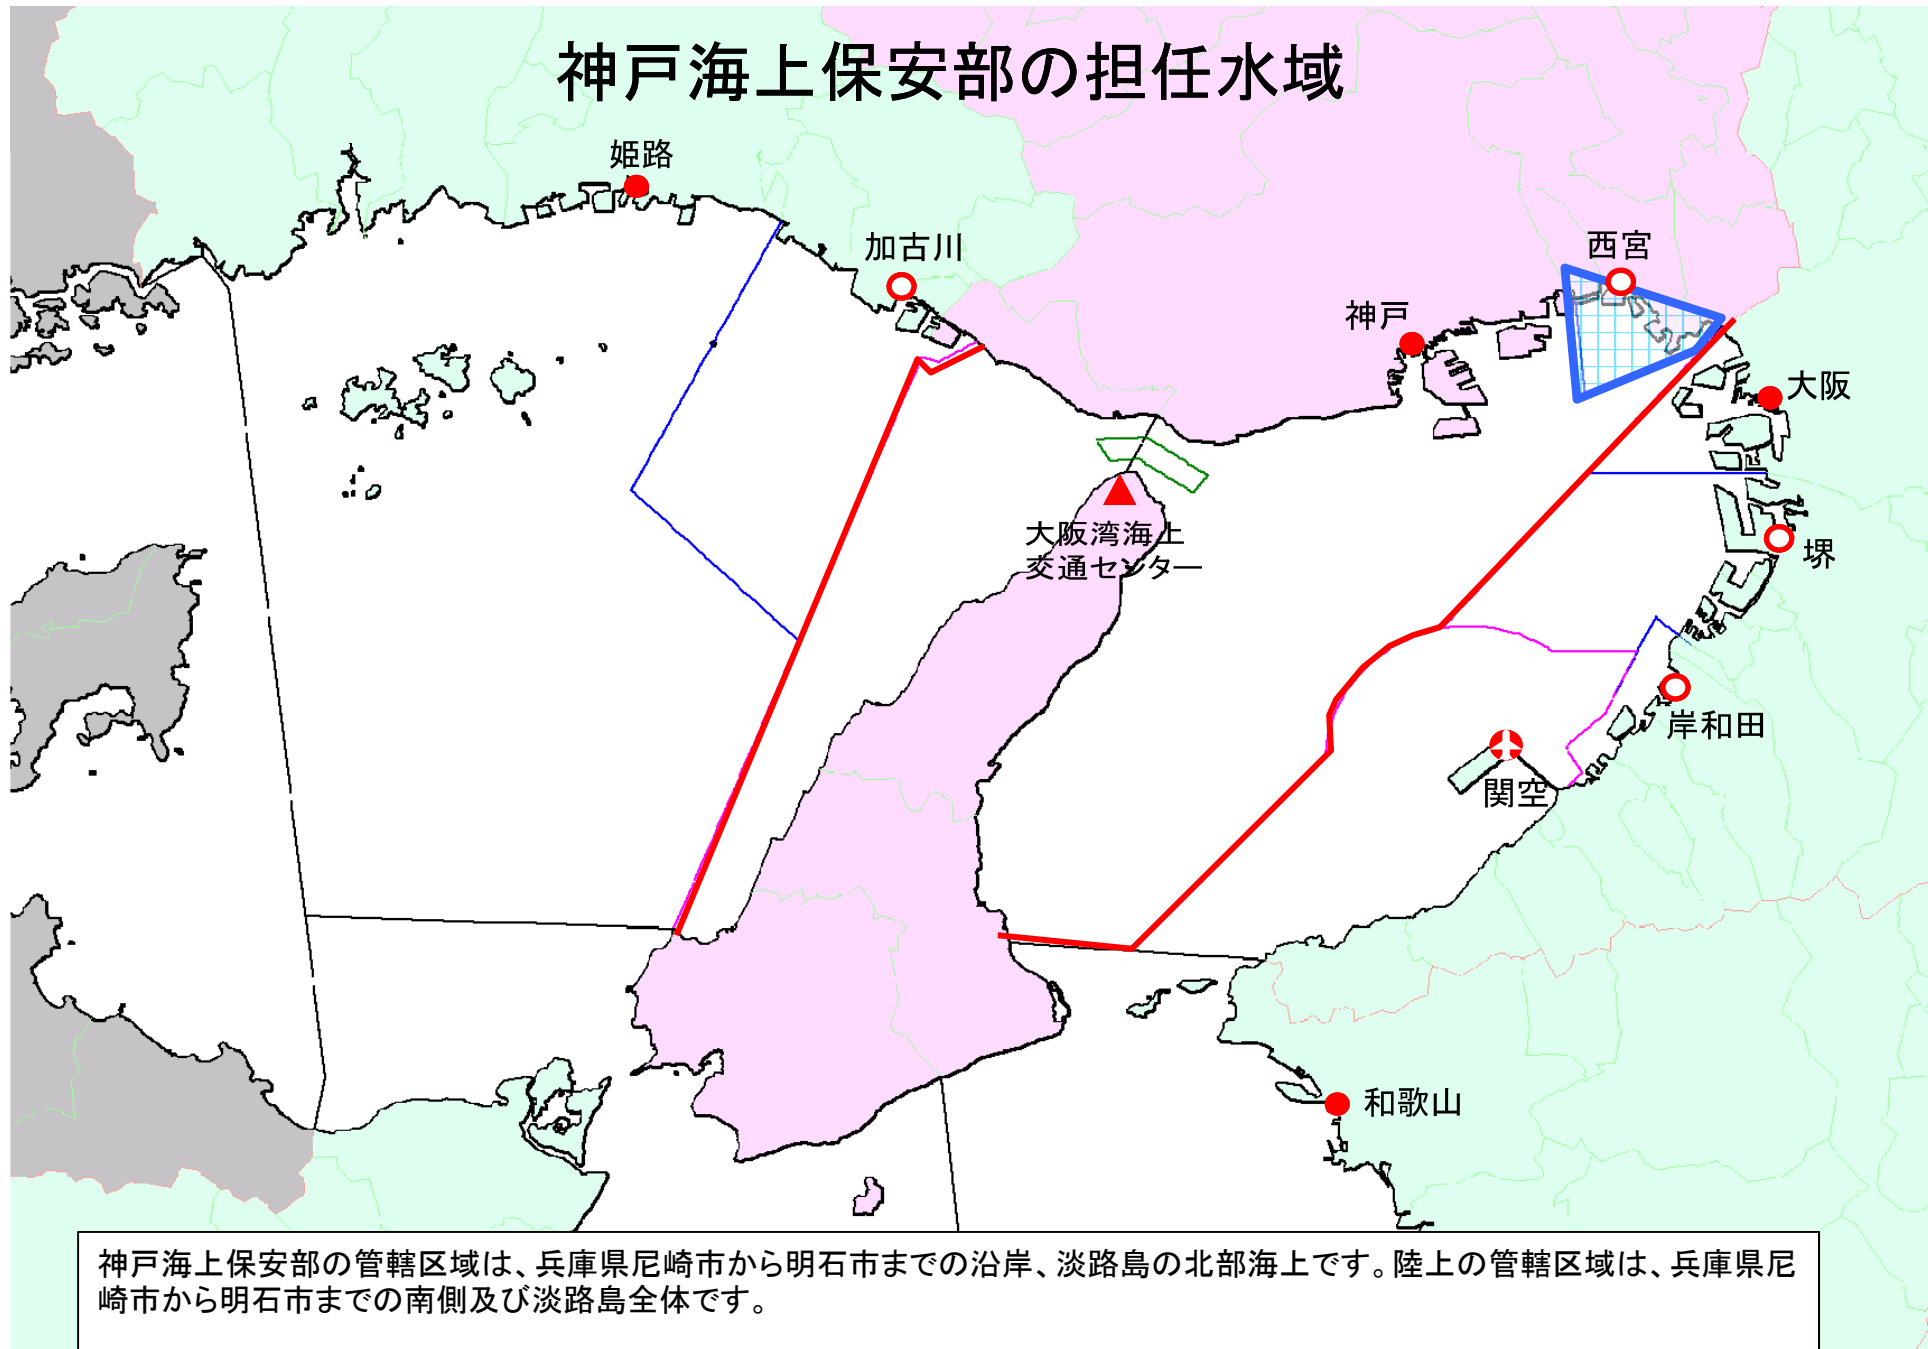 神戸海上保安部の担任水域
姫路
加古川
西宮
神戸
大阪
大阪湾海上
交通センター
堺
岸和田
関空
和歌山
神戸海上保安部の管轄区域は、兵庫県尼崎市から明石市までの沿岸、淡路島の北部海上です。陸上の管轄区域は、兵庫県尼
崎市から明石市までの南側及び淡路島全体です。